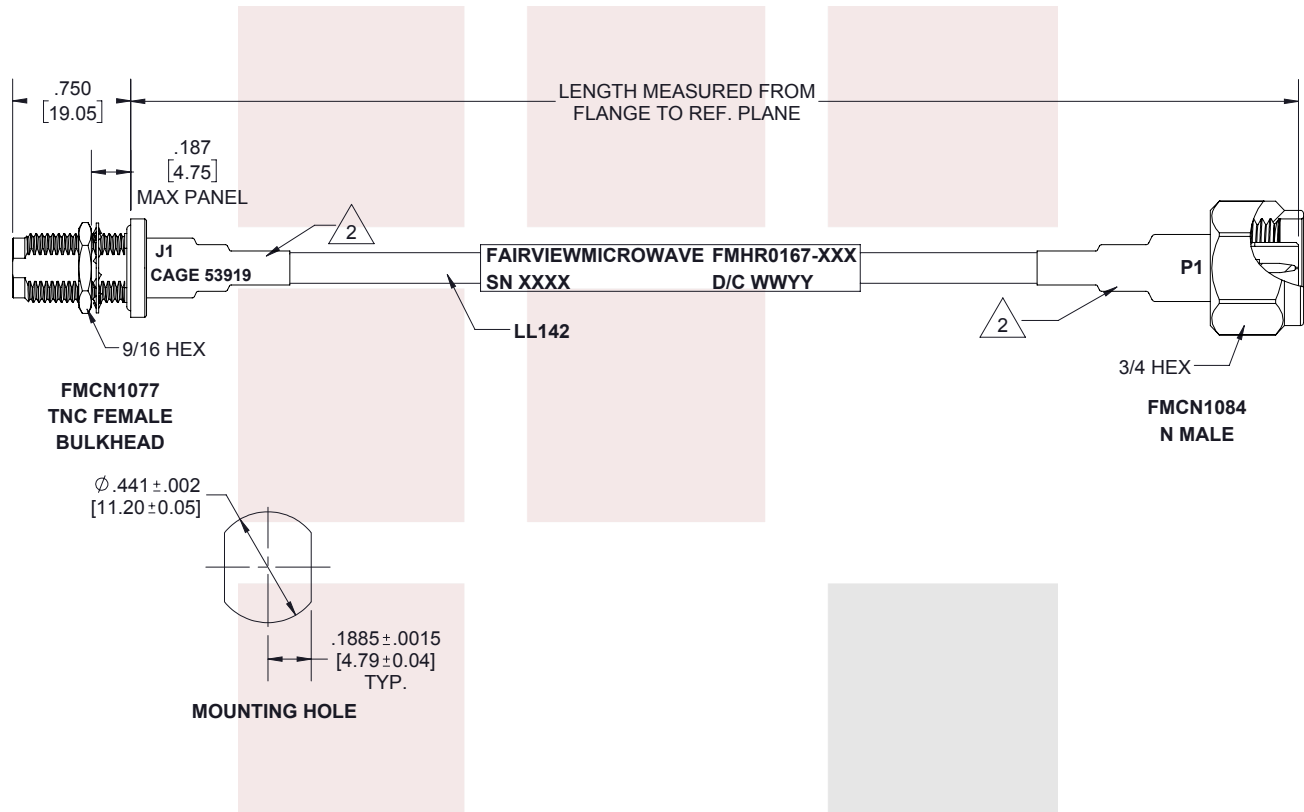 .750
[19.05]
LENGTH MEASURED FROM
FLANGE TO REF. PLANE
.187
[4.75]
MAX PANEL
2
J1
CAGE 53919
FAIRVIEWMICROWAVE FMHR0167-XXX
SN XXXX D/C WWYY
P1
2
LL142
9/16 HEX
3/4 HEX
FMCN1077
TNC FEMALE
BULKHEAD
FMCN1084
N MALE
Ø.441±.002
[11.20±0.05]
.1885±.0015
[4.79±0.04]
TYP.
MOUNTING HOLE